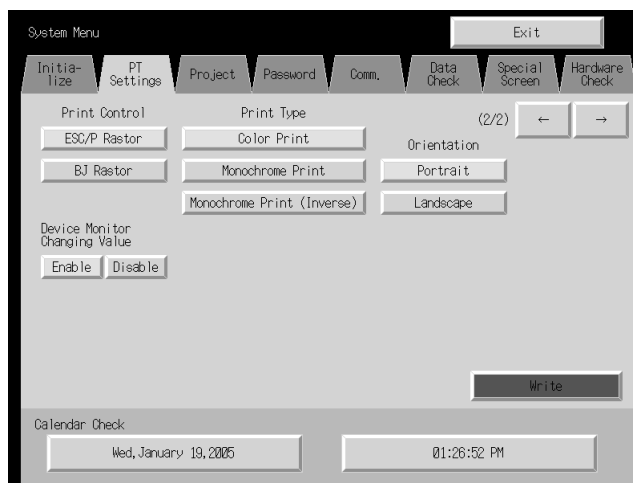 System Menu
Exit
Initia-
lize
PT
Settings
Project
Password
Comm.
Data
Check
Special
Screen
Hardware
Check
Print Control
Print Type
(2/2)
←
→
ESC/P Rastor
Color Print
Orientation
BJ Rastor
Monochrome Print
Portrait
Monochrome Print (Inverse)
Landscape
Device Monitor
Changing Value
Enable
Disable
Write
Calendar Check
Wed,January 19,2005
01:26:52 PM